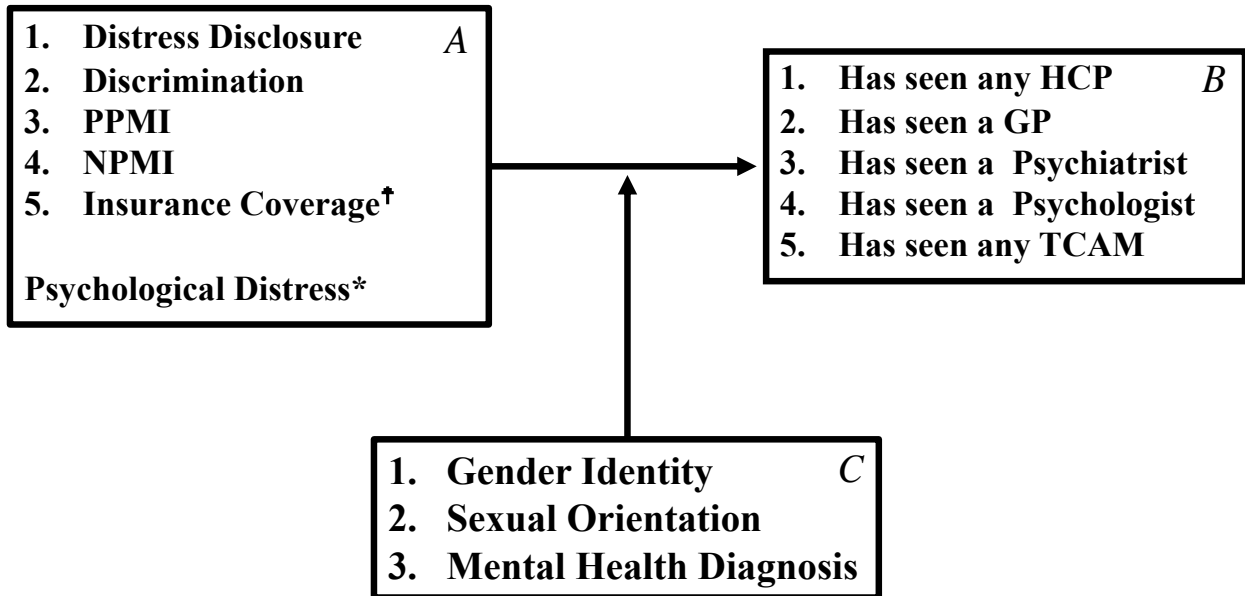 1. Distress Disclosure
2. Discrimination
3. PPMI
4. NPMI
5. Insurance Coverage†
Psychological Distress*
A
1. Has seen any HCP
2. Has seen a GP
3. Has seen a Psychiatrist
4. Has seen a Psychologist
5. Has seen any TCAM
B
1. Gender Identity
2. Sexual Orientation
3. Mental Health Diagnosis
C